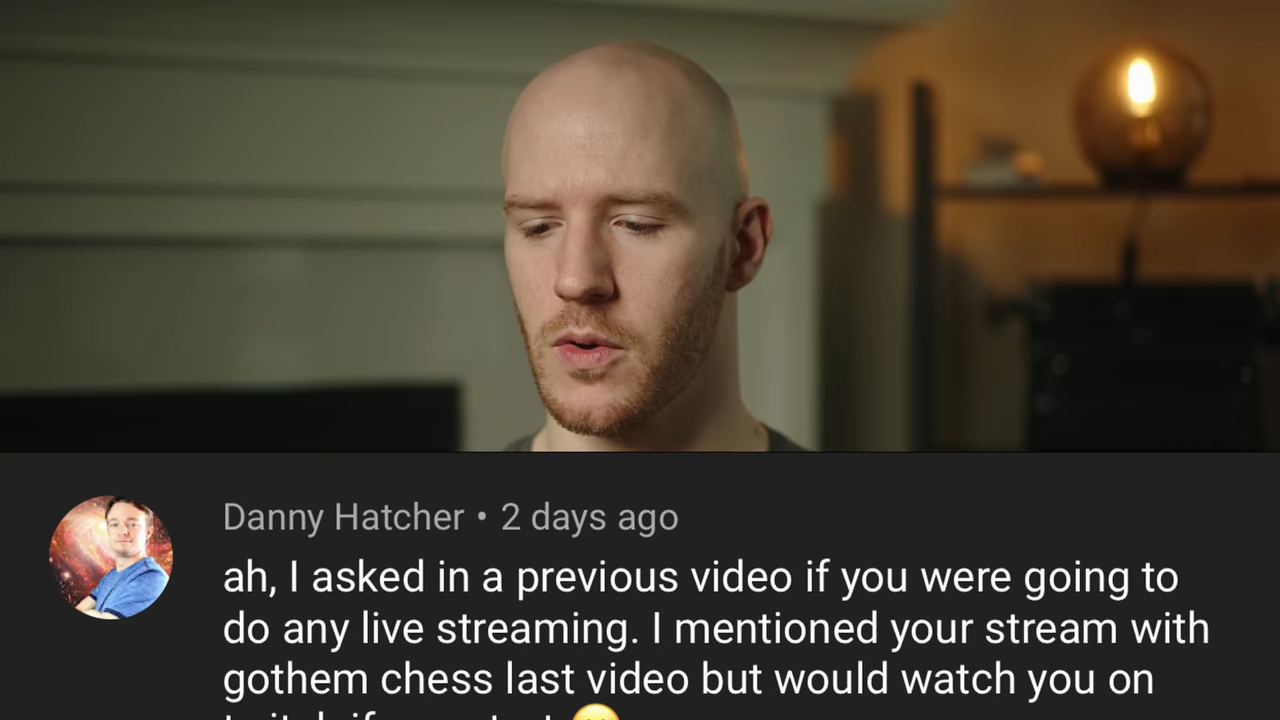 Danny Hatcher • 2 days ago
ah, I asked in a previous video if you were going to
do any live streaming. I mentioned your stream with
gothem chess last video but would watch you on